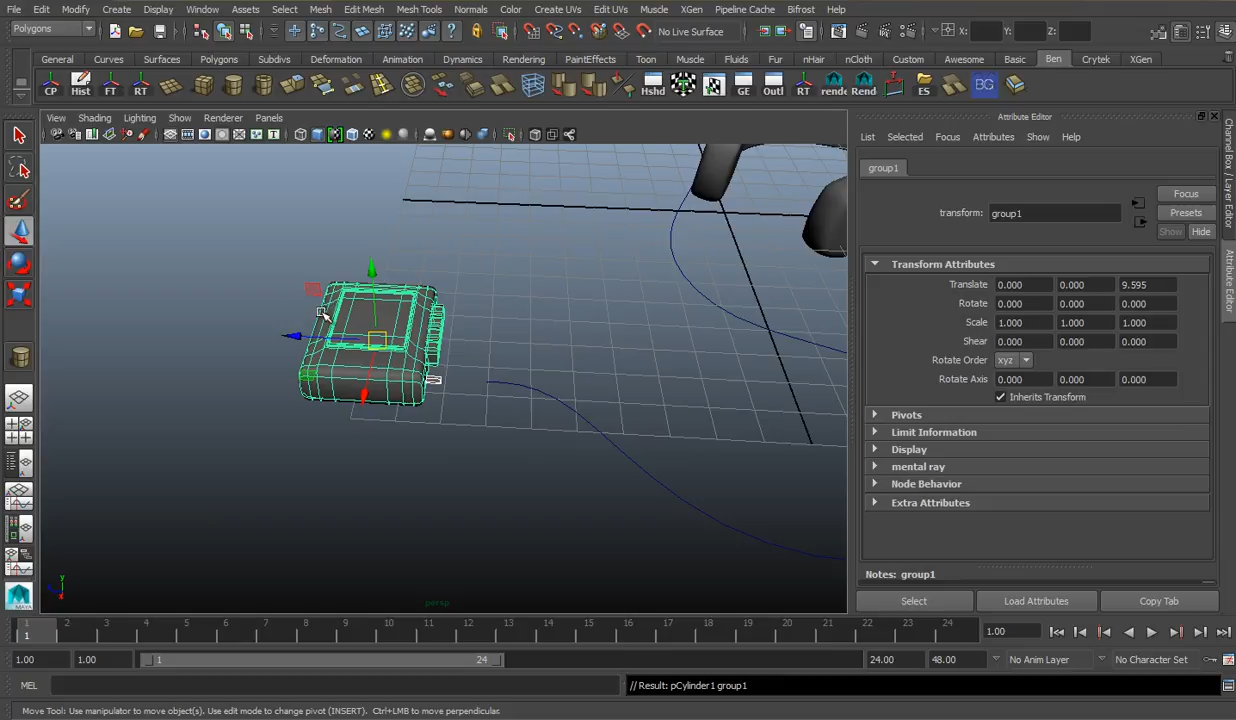 File Edit Modify Create Display Window Assets Select Mesh Edit Mesh Mesh Tools Normals Color Create UVs Edit UVs Muscle XGen Pipeline Cache Bifrost Help
Polygons No Live Surface X: Y: Z:
General Curves Surfaces Polygons Subdivs Deformation Animation Dynamics Rendering PaintEffects Toon Muscle Fluids Fur nHair nCloth Custom Awesome Basic Ben Crytek XGen
CP Hist FT RT Hshd GE Outl RT rende Rend ES BG
View Shading Lighting Show Renderer Panels
Attribute Editor
List Selected Focus Attributes Show Help
group1
Focus
transform: group1 Presets
Show Hide
Transform Attributes
Translate 0.000 0.000 9.595
Rotate 0.000 0.000 0.000
Scale 1.000 1.000 1.000
Shear 0.000 0.000 0.000
Rotate Order xyz
Rotate Axis 0.000 0.000 0.000
Inherits Transform
Pivots
Limit Information
Display
mental ray
Node Behavior
Extra Attributes
Notes: group1
Select Load Attributes Copy Tab
Channel Box / Layer Editor
Attribute Editor
y
x
persp
MAYA
1 2 3 4 5 6 7 8 9 10 11 12 13 14 15 16 17 18 19 20 21 22 23 24
1 1.00
1.00 1.00 1 24 24.00 48.00 No Anim Layer No Character Set
MEL // Result: pCylinder1 group1
Move Tool: Use manipulator to move object(s). Use edit mode to change pivot (INSERT). Ctrl+LMB to move perpendicular.